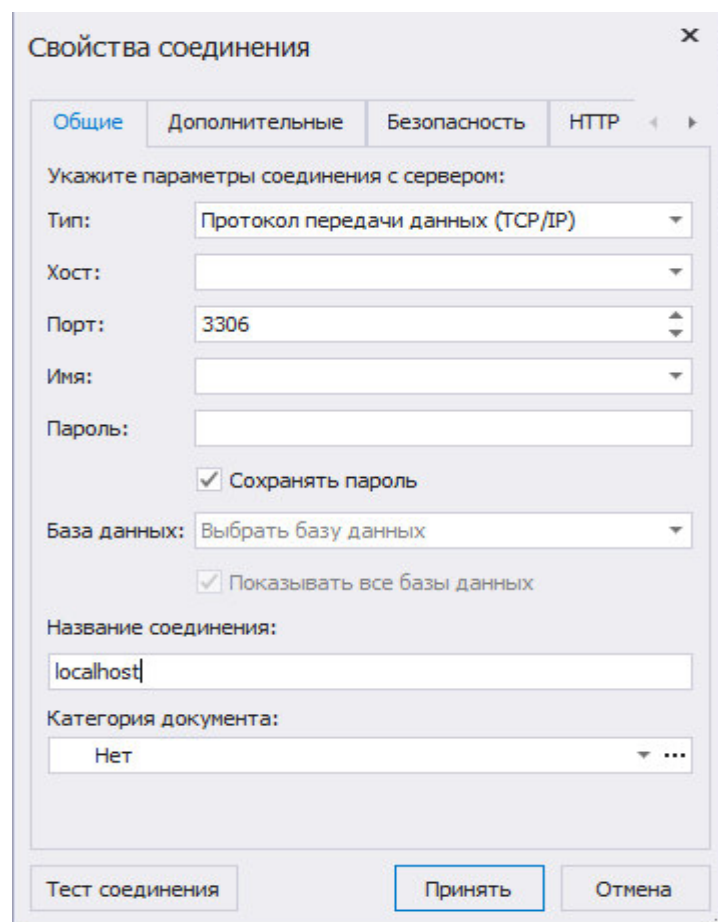 Свойства соединения
Общие Дополнительные Безопасность HTTP
Укажите параметры соединения с сервером:
Тип: Протокол передачи данных (TCP/IP)
Хост:
Порт: 3306
Имя:
Пароль:
Сохранять пароль
База данных: Выбрать базу данных
Показывать все базы данных
Название соединения:
localhost
Категория документа:
Нет
Тест соединения Принять Отмена